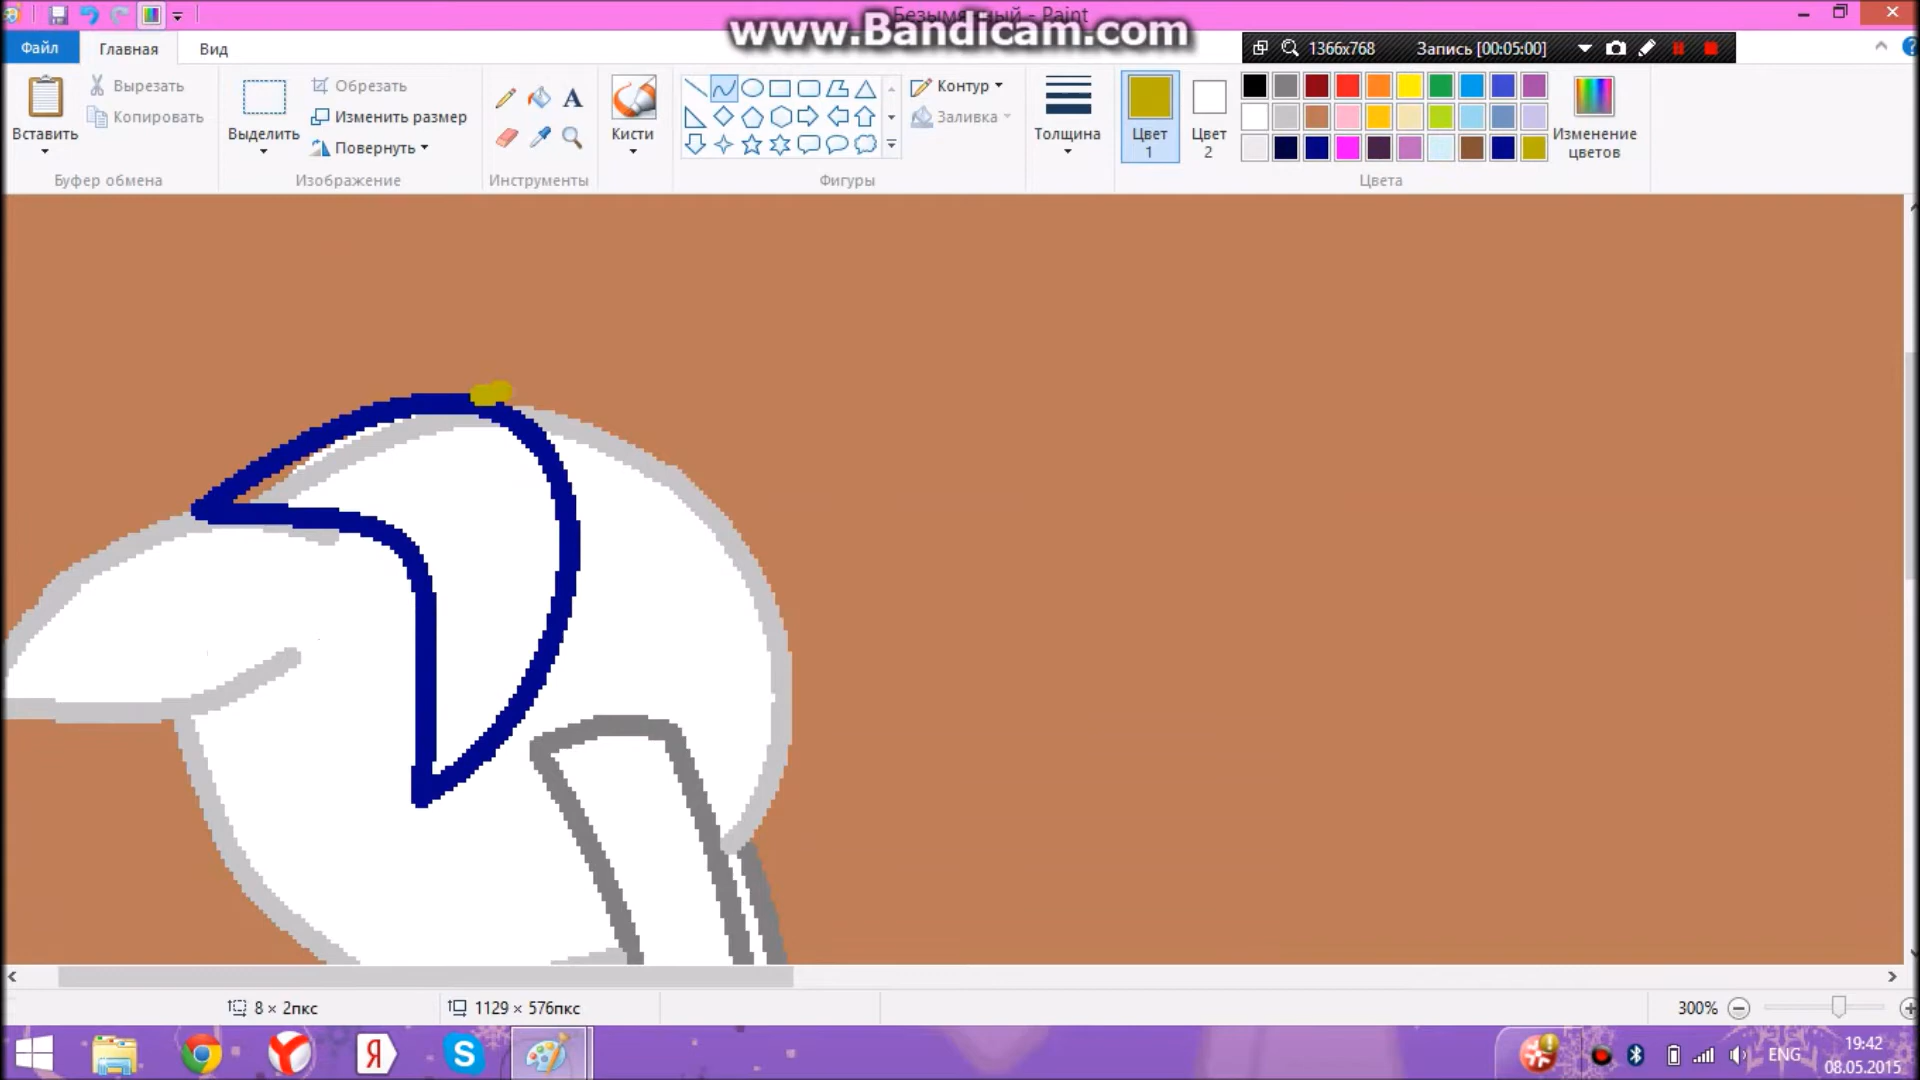 Безымянный - Paint
www.Bandicam.com
1366x768 Запись [00:05:00]
Файл Главная Вид
Вставить
Вырезать
Копировать
Буфер обмена
Выделить
Обрезать
Изменить размер
Повернуть
Изображение
A
Инструменты
Кисти
Фигуры
Контур
Заливка
Толщина
Цвет
1
Цвет
2
Изменение
цветов
Цвета
8 × 2пкс
1129 × 576пкс
300%
Я
S
ENG
19:42
08.05.2015